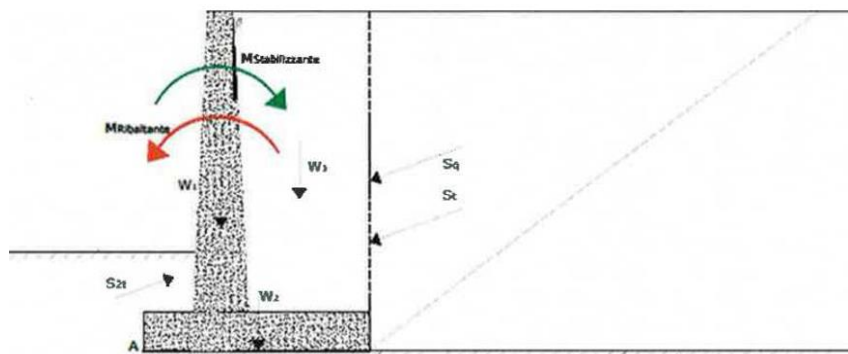 MStabilizzante
MRibaltante
W₃
Sq
W₁
St
S2t
W₂
A